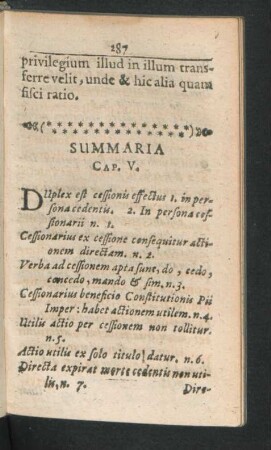 287
privilegium illud in illum trans-
ferre velit, unde & hic alia quam
fisci ratio.
SUMMARIA
CAP. V.
DUplex est cessionis effectus 1. in per-
sona cedentis. 2. In persona ces-
sionarii n. 1.
Cessionarius ex cessione consequitur acti-
onem directam. n. 2.
Verba ad cessionem apta sunt, do, cedo,
concedo, mando & sim. n. 3.
Cessionarius beneficio Constitutionis Pii
Imper: habet Actionem utilem. n. 4.
Utilis actio per cessionem non tollitur.
n. 5.
Actio utilis ex solo titulo datur. n. 6.
Directa expirat morte cedentis non uti-
lis, n. 7.
Dire-